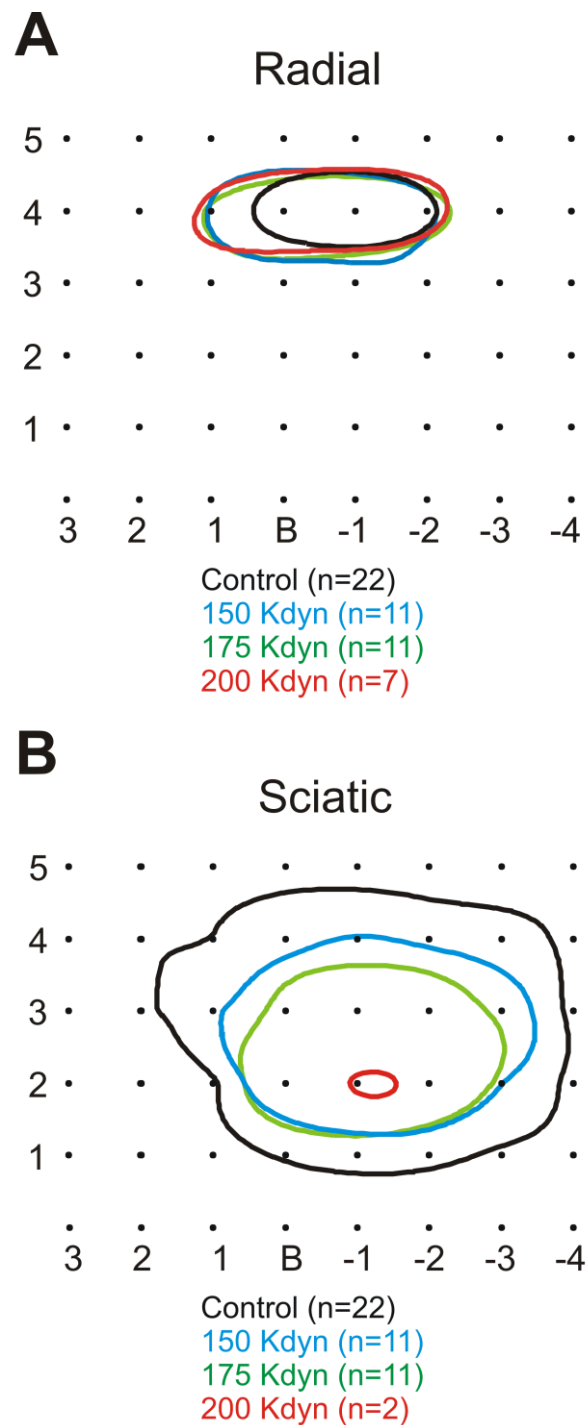 A
Radial
5
4
3
2
1
3 2 1 B -1 -2 -3 -4
Control (n=22)
150 Kdyn (n=11)
175 Kdyn (n=11)
200 Kdyn (n=7)
B
Sciatic
5
4
3
2
1
3 2 1 B -1 -2 -3 -4
Control (n=22)
150 Kdyn (n=11)
175 Kdyn (n=11)
200 Kdyn (n=2)